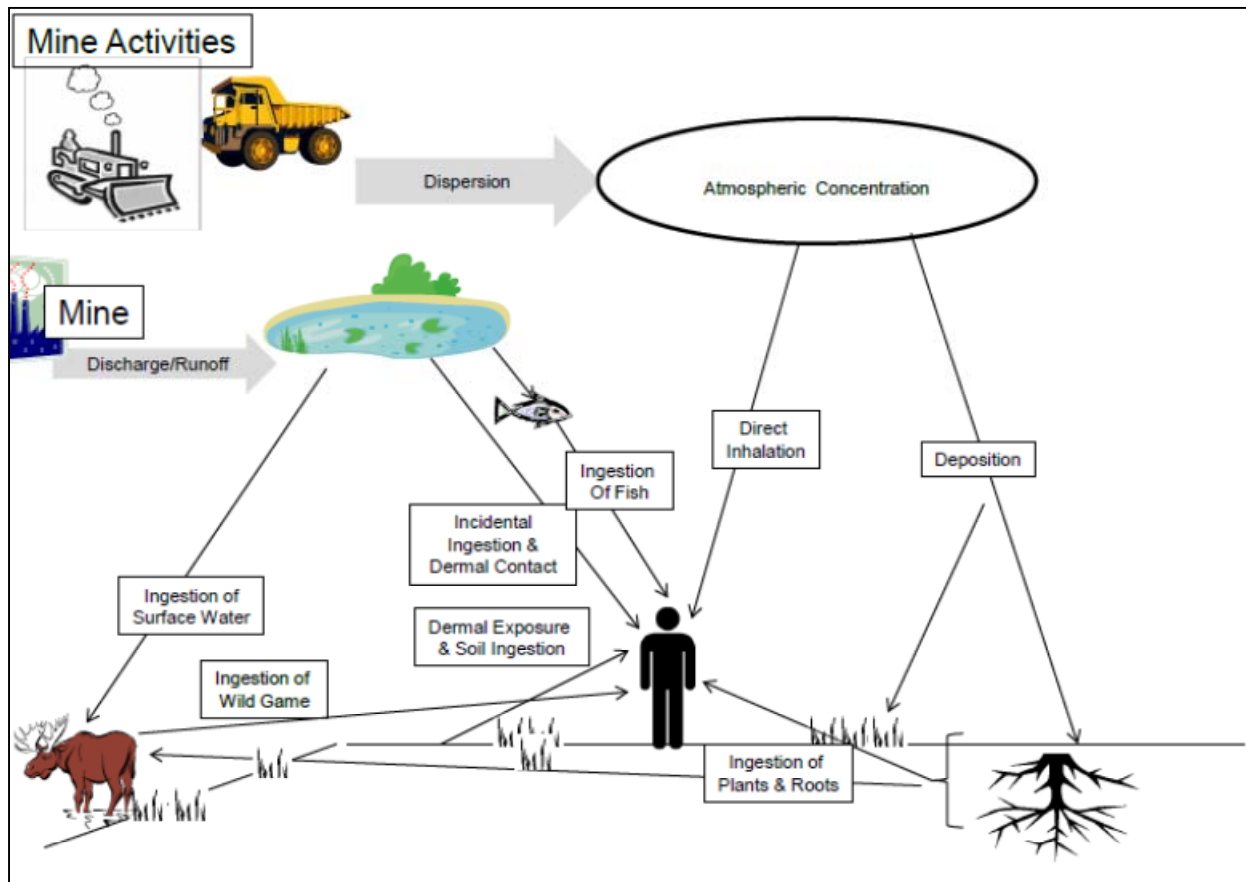 Mine Activities
Dispersion
Atmospheric Concentration
Mine
Discharge/Runoff
Direct
Inhalation
Deposition
Ingestion
Of Fish
Incidental
Ingestion &
Dermal Contact
Ingestion of
Surface Water
Dermal Exposure
& Soil Ingestion
Ingestion of
Wild Game
Ingestion of
Plants & Roots